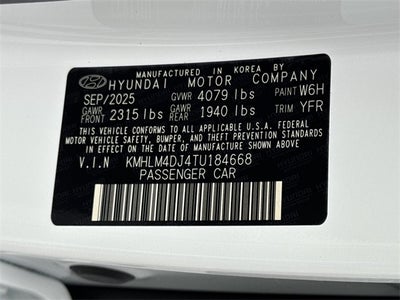 MANUFACTURED IN KOREA BY
HYUNDAI MOTOR COMPANY
SEP/2025 GVWR 4079 lbs PAINT W6H
GAWR FRONT 2315 lbs GAWR REAR 1940 lbs TRIM YFR
THIS VEHICLE CONFORMS TO ALL APPLICABLE U.S.A. FEDERAL
MOTOR VEHICLE SAFETY, BUMPER, AND THEFT PREVENTION STANDARDS
IN EFFECT ON THE DATE OF MANUFACTURE SHOWN ABOVE.
V.I.N KMHLM4DJ4TU184668
PASSENGER CAR